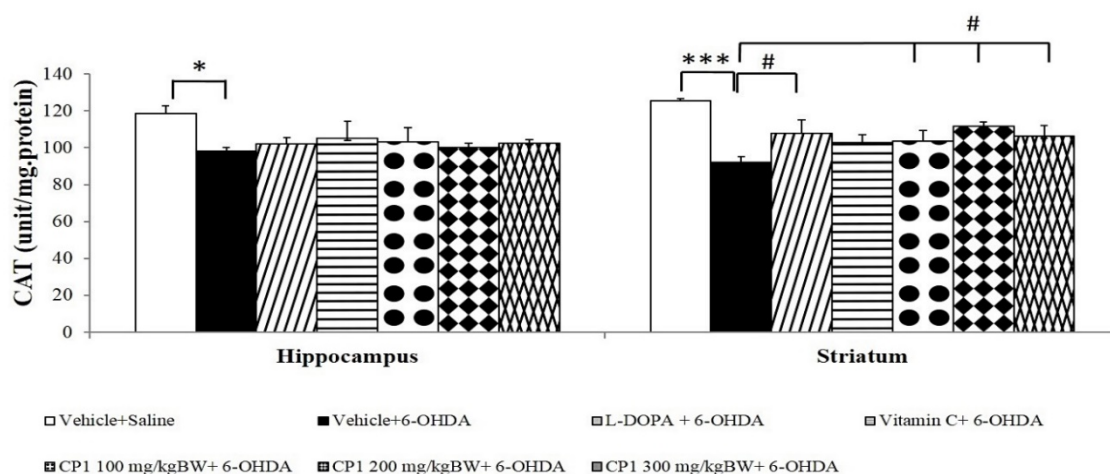 #
*** #
*
CAT (unit/mg.protein)
140
120
100
80
60
40
20
0
Hippocampus Striatum
Vehicle+Saline Vehicle+6-OHDA L-DOPA + 6-OHDA Vitamin C+ 6-OHDA
CP1 100 mg/kgBW+ 6-OHDA CP1 200 mg/kgBW+ 6-OHDA CP1 300 mg/kgBW+ 6-OHDA